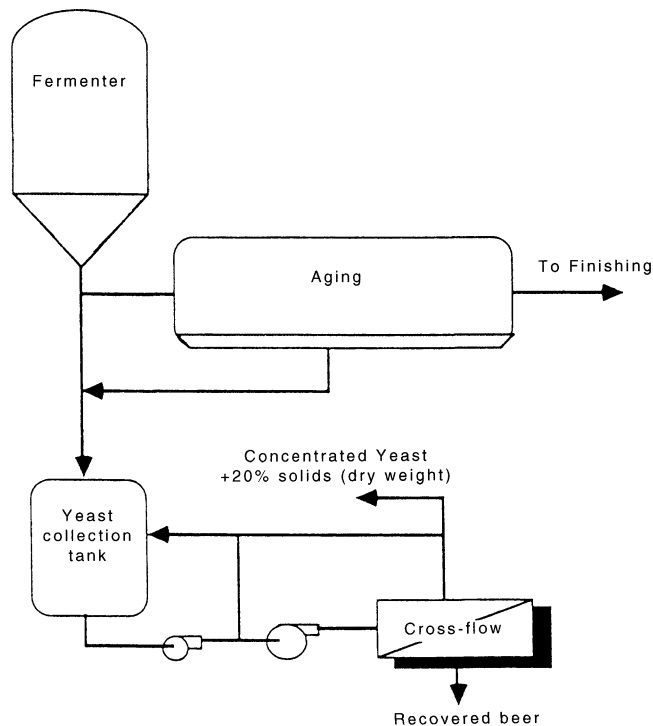 Fermenter
Aging
To Finishing
Concentrated Yeast
+20% solids (dry weight)
Yeast
collection
tank
Cross-flow
Recovered beer